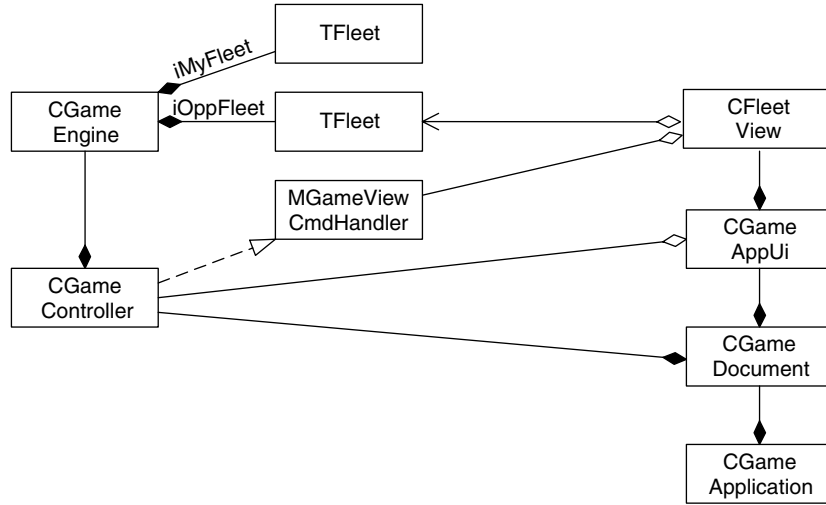 TFleet
iMyFleet
CGame
Engine
iOppFleet
TFleet
CFleet
View
MGameView
CmdHandler
CGame
AppUi
CGame
Controller
CGame
Document
CGame
Application